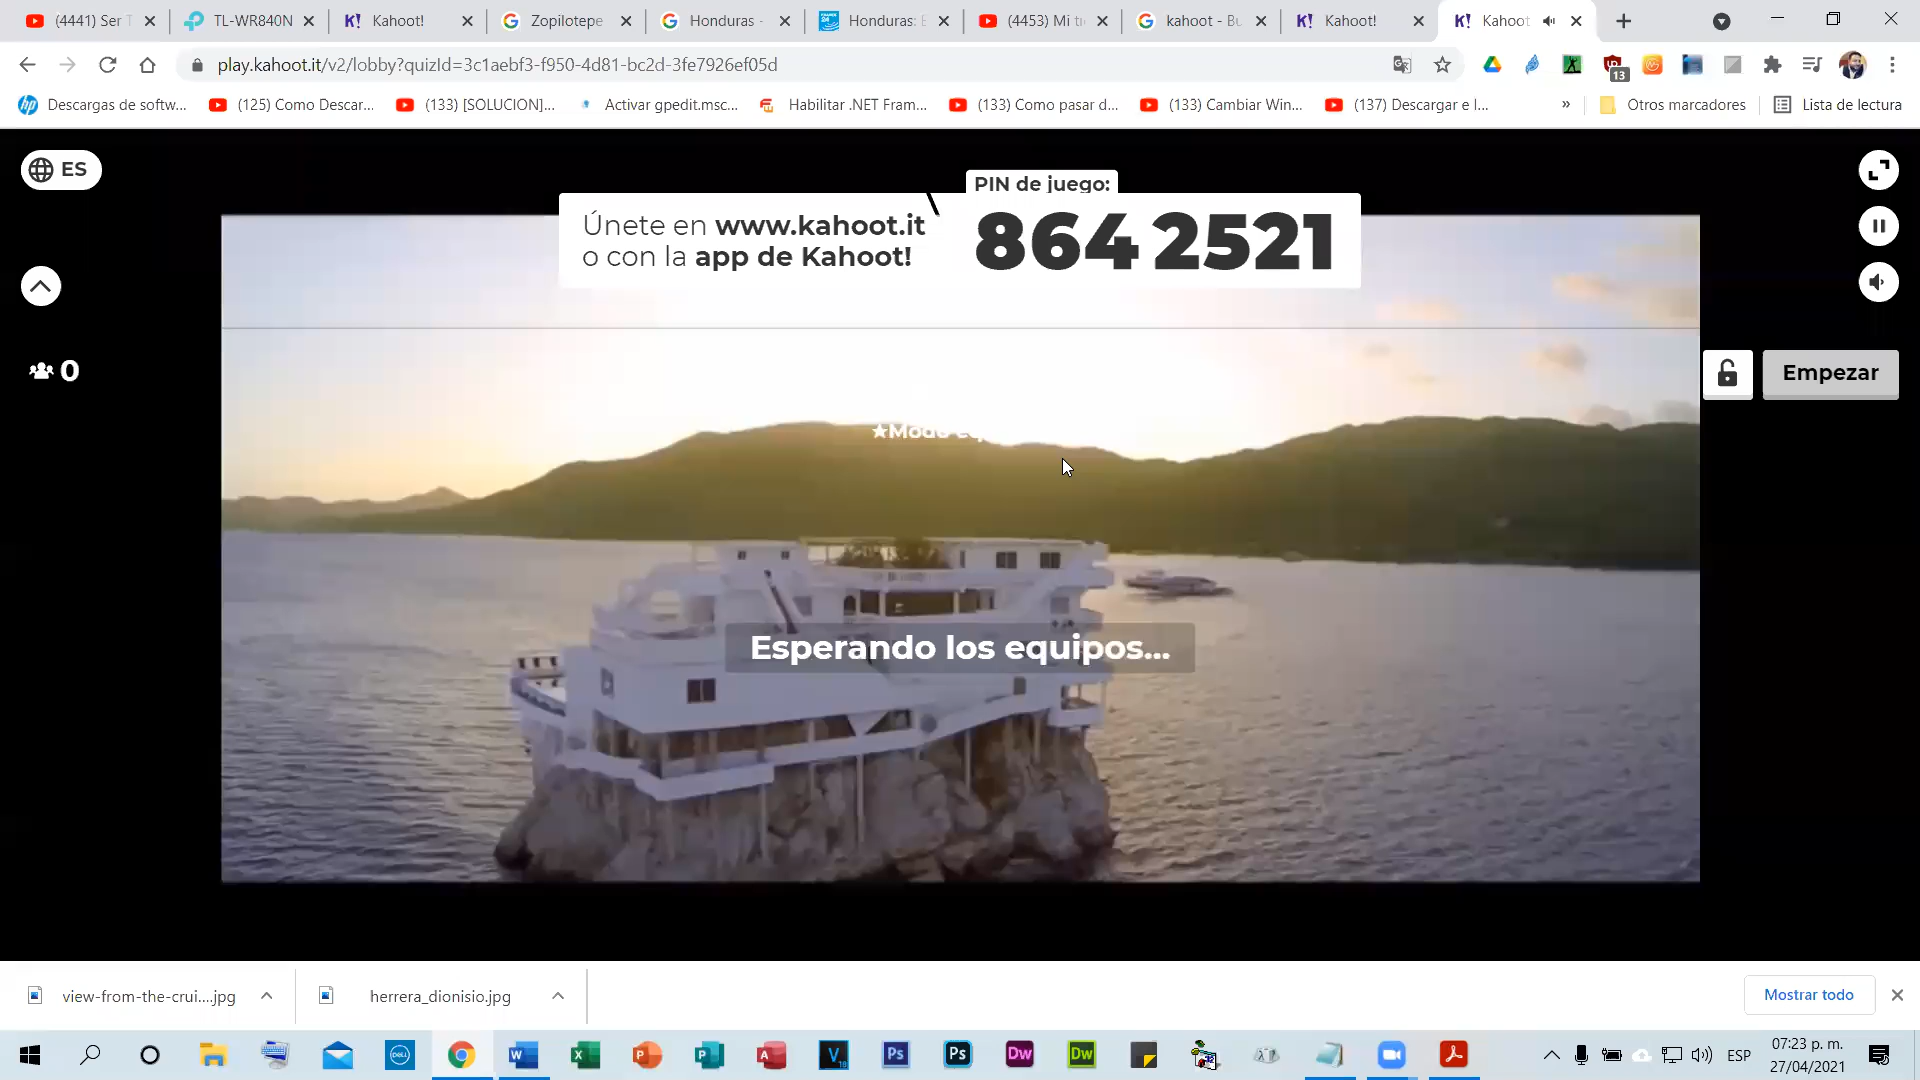 (4441) Ser T
TL-WR840N
Kahoot!
Zopilotepe
Honduras -
Honduras: E
(4453) Mi ti
kahoot - Bu
Kahoot!
Kahoot
play.kahoot.it/v2/lobby?quizId=3c1aebf3-f950-4d81-bc2d-3fe7926ef05d
13
Descargas de softw...
(125) Como Descar...
(133) [SOLUCION]...
Activar gpedit.msc...
Habilitar .NET Fram...
(133) Como pasar d...
(133) Cambiar Win...
(137) Descargar e I...
»
Otros marcadores
Lista de lectura
ES
PIN de juego:
Únete en www.kahoot.it
o con la app de Kahoot!
864 2521
0
Empezar
Esperando los equipos...
view-from-the-crui....jpg
herrera_dionisio.jpg
Mostrar todo
ESP
07:23 p. m.
27/04/2021